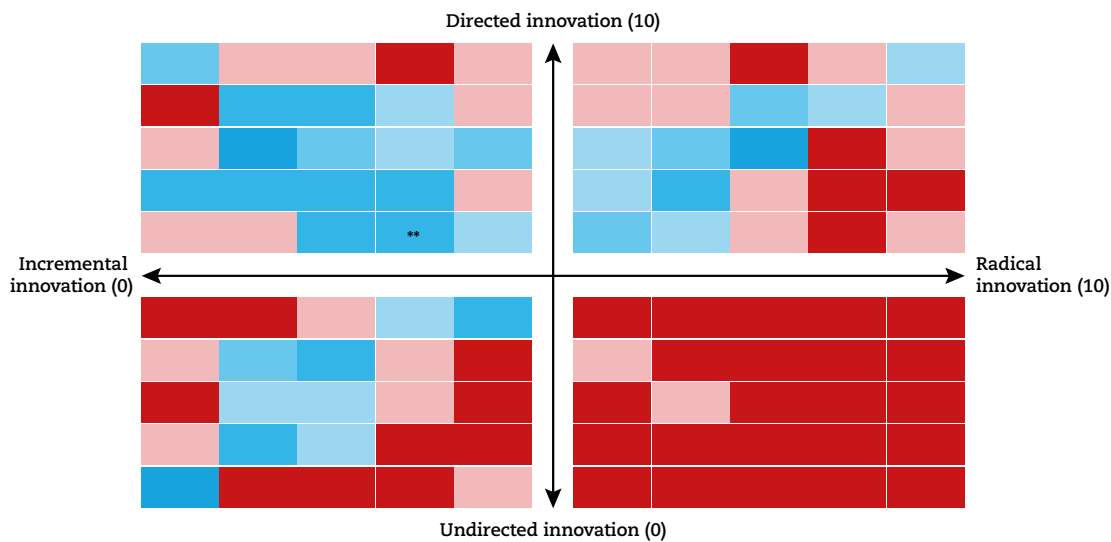 Directed innovation (10)
**
Incremental
innovation (0)
Radical
innovation (10)
Undirected innovation (0)